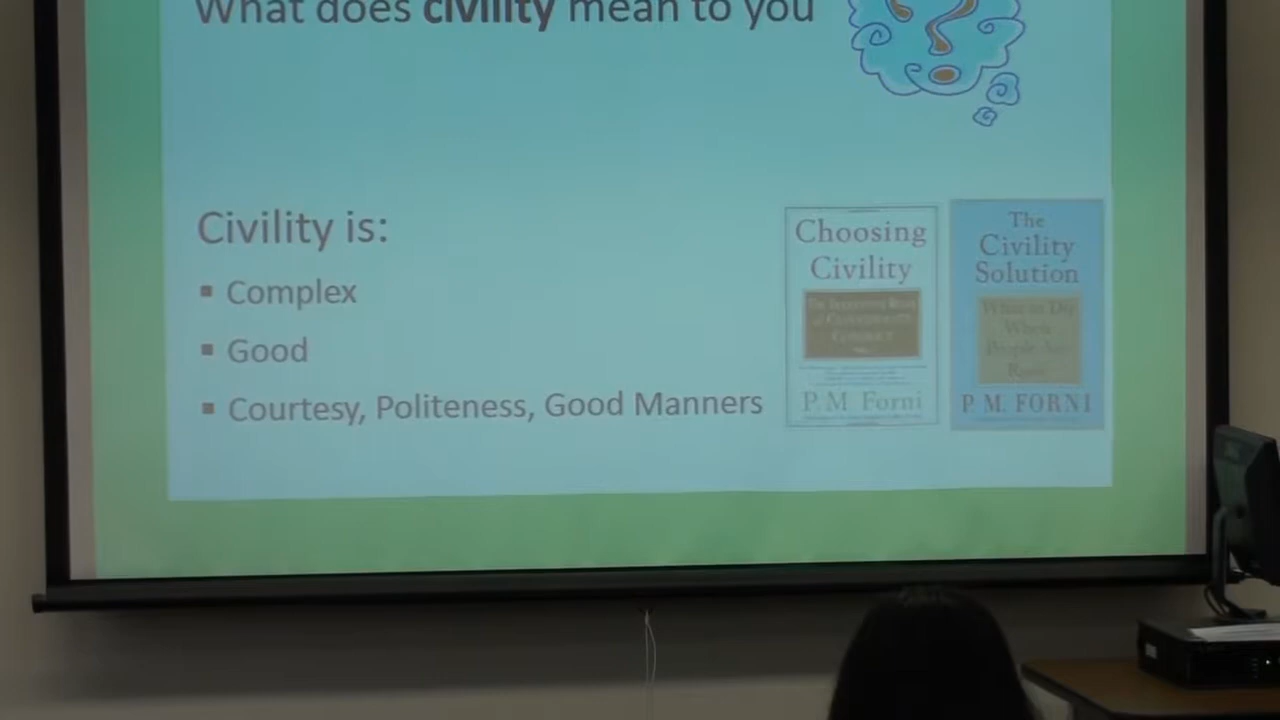 What does civility mean to you
?
Civility is:
▪ Complex
▪ Good
▪ Courtesy, Politeness, Good Manners
Choosing
Civility
P. M. Forni
The
Civility
Solution
What to Do
When
People Are
Rude
P. M. FORNI